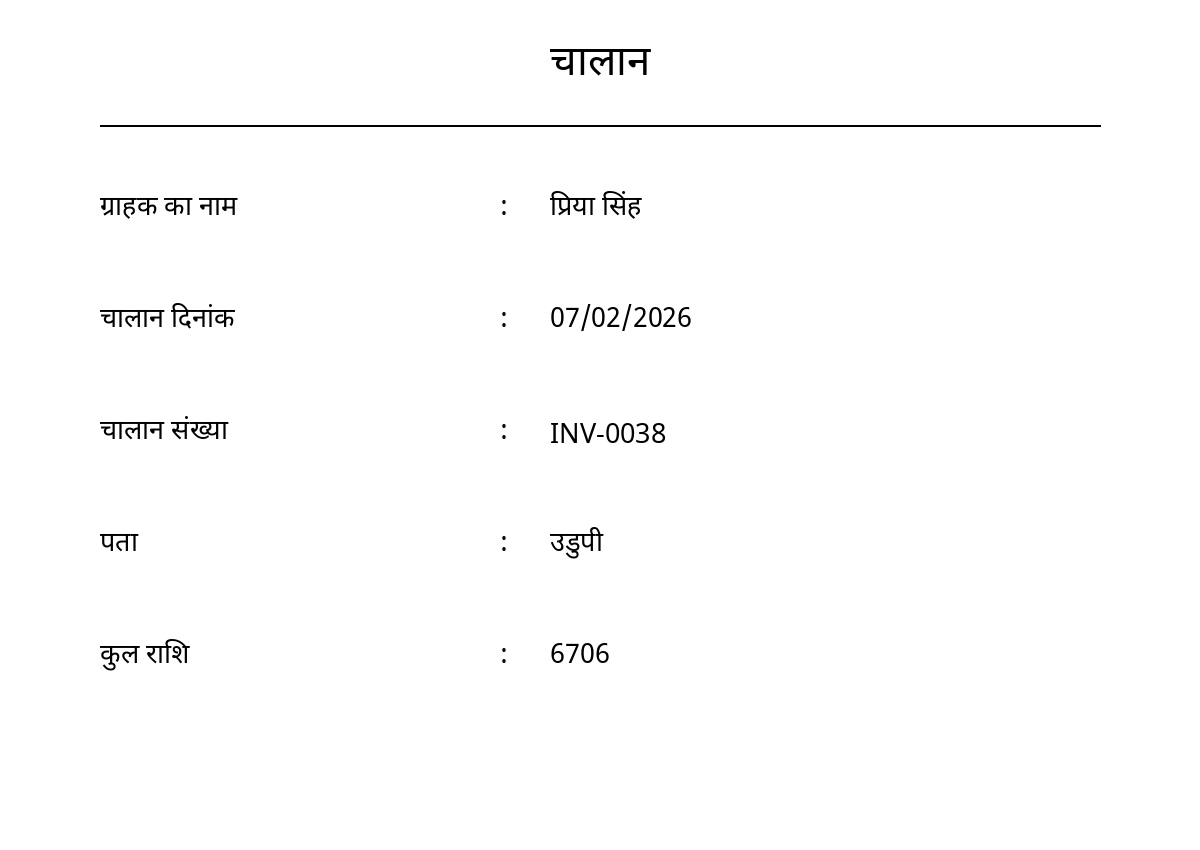 चालान
ग्राहक का नाम : प्रिया सिंह
चालान दिनांक : 07/02/2026
चालान संख्या : INV-0038
पता : उडुपी
कुल राशि : 6706